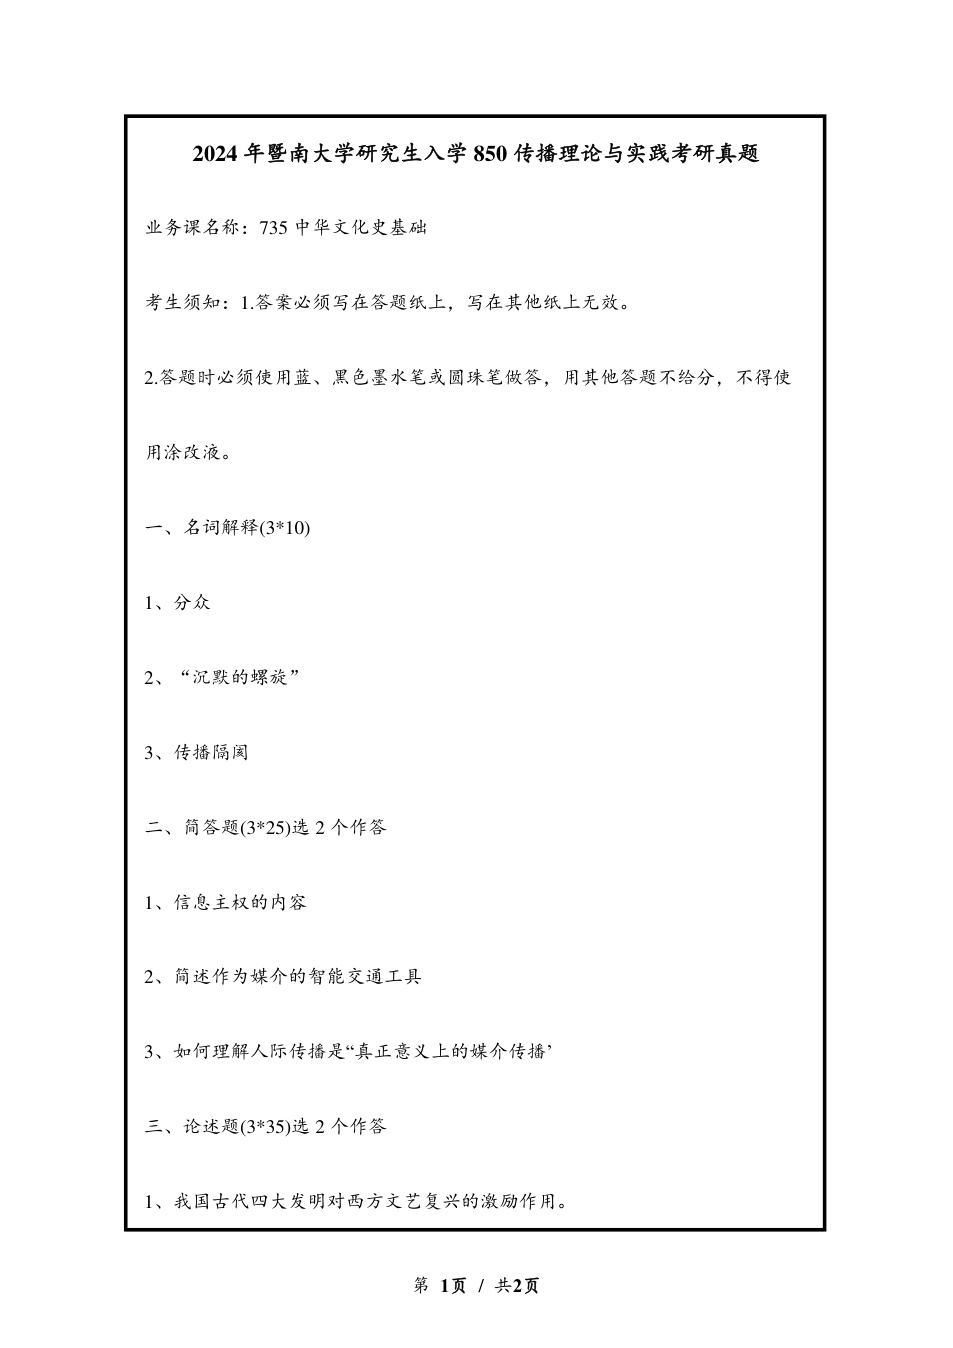 2024 年暨南大学研究生入学 850 传播理论与实践考研真题
业务课名称：735 中华文化史基础
考生须知：1.答案必须写在答题纸上，写在其他纸上无效。
2.答题时必须使用蓝、黑色墨水笔或圆珠笔做答，用其他答题不给分，不得使
用涂改液。
一、名词解释(3*10)
1、分众
2、“沉默的螺旋”
3、传播隔阂
二、简答题(3*25)选 2 个作答
1、信息主权的内容
2、简述作为媒介的智能交通工具
3、如何理解人际传播是“真正意义上的媒介传播’
三、论述题(3*35)选 2 个作答
1、我国古代四大发明对西方文艺复兴的激励作用。
第 1页 / 共2页